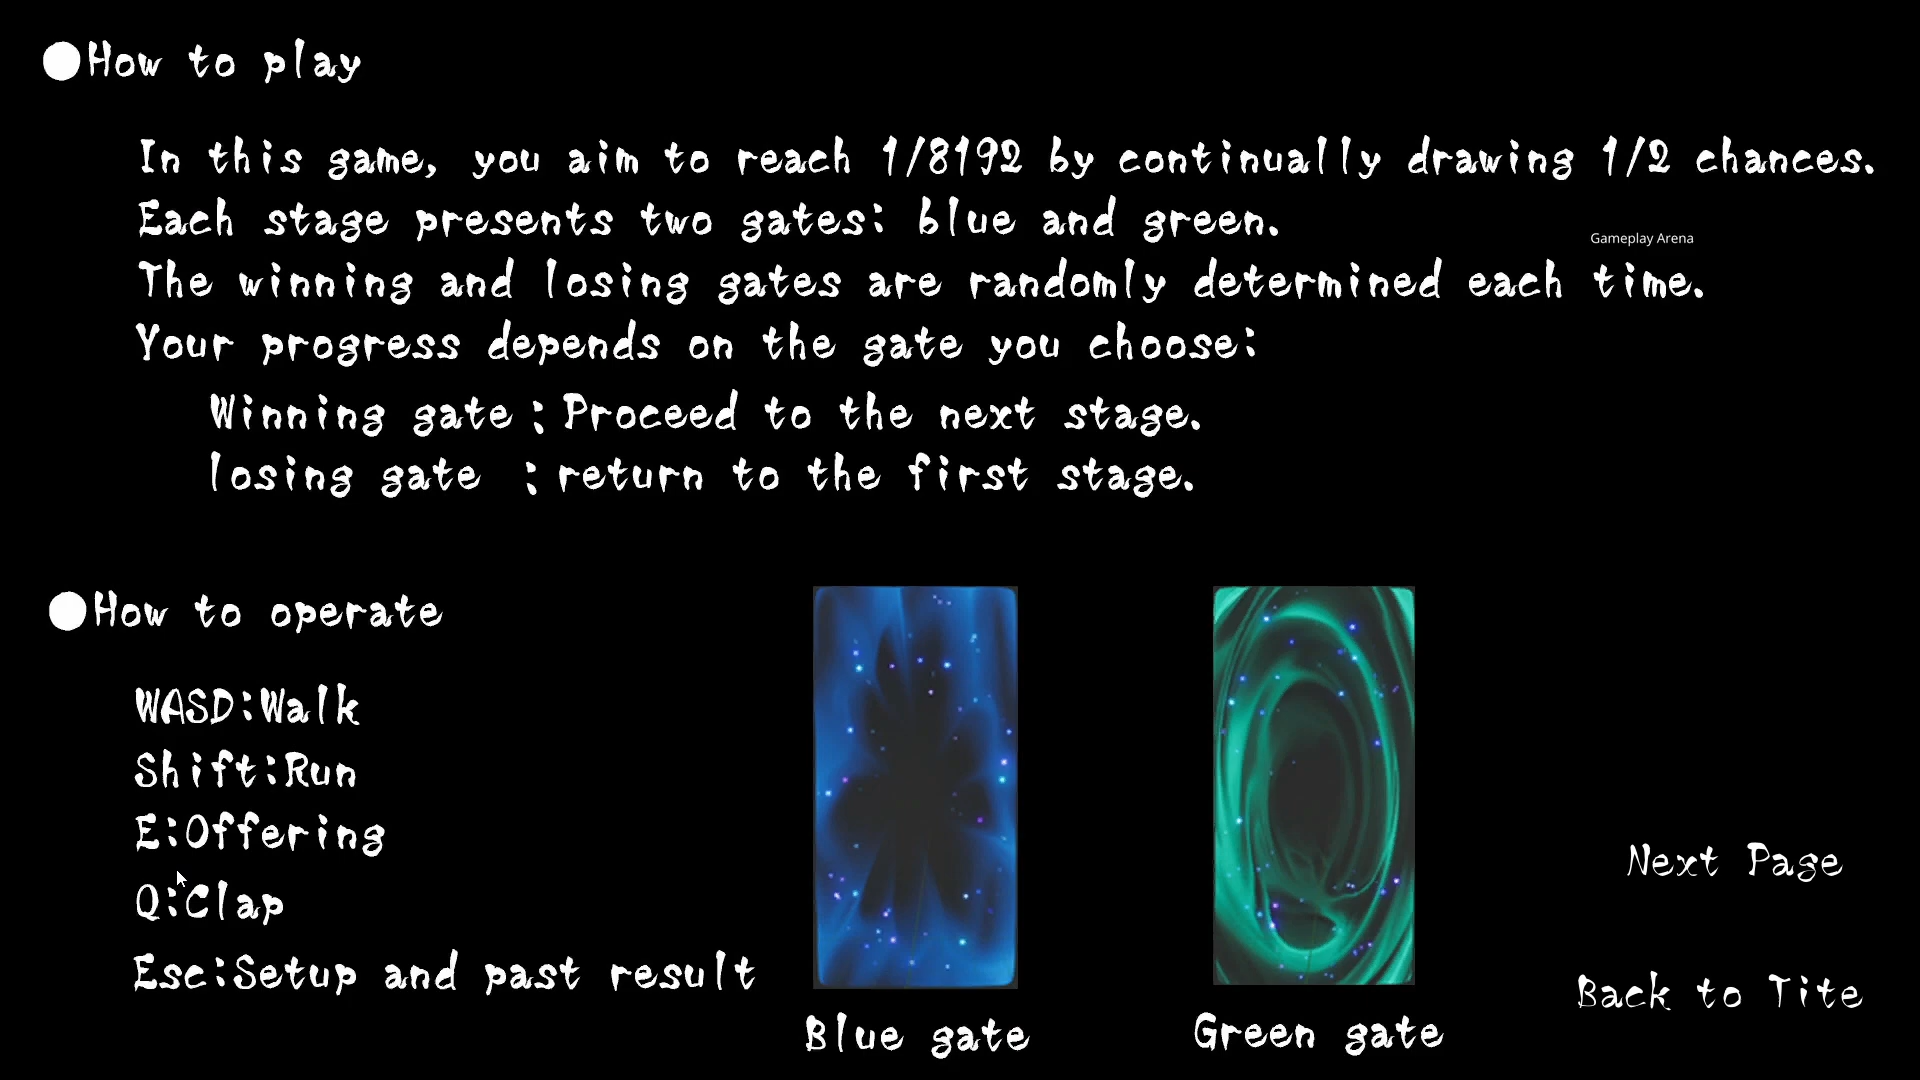 ●How to play
In this game, you aim to reach 1/8192 by continually drawing 1/2 chances.
Each stage presents two gates: blue and green.
Gameplay Arena
The winning and losing gates are randomly determined each time.
Your progress depends on the gate you choose:
Winning gate :Proceed to the next stage.
losing gate :return to the first stage.
●How to operate
WASD:Walk
Shift:Run
E:Offering
Q:Clap
Esc:Setup and past result
Blue gate
Green gate
Next Page
Back to Tite